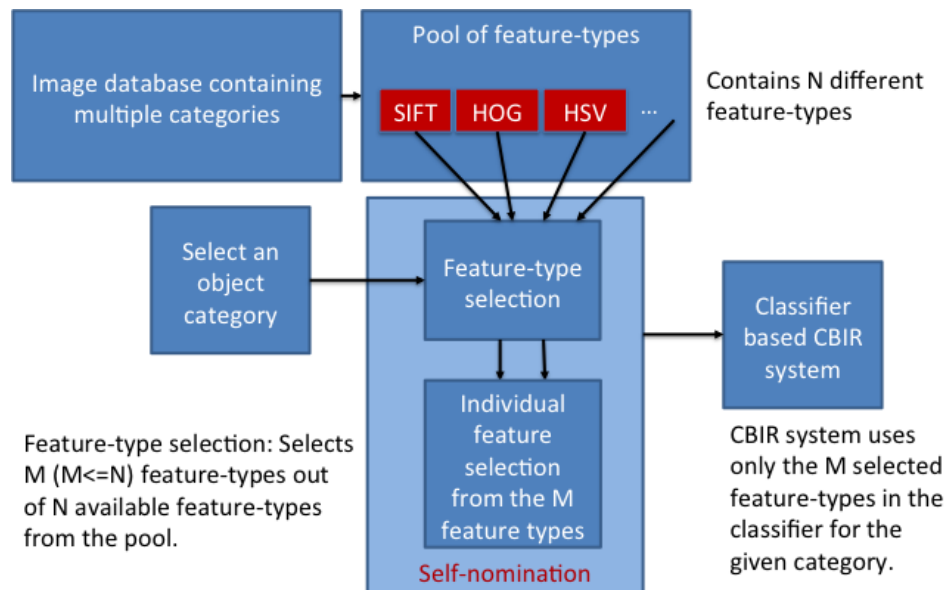 Pool of feature-types
Image database containing
multiple categories
SIFT HOG HSV ...
Contains N different
feature-types
Select an
object
category
Feature-type
selection
Classifier
based CBIR
system
Individual
feature
selection
from the M
feature types
Self-nomination
Feature-type selection: Selects
M (M<=N) feature-types out
of N available feature-types
from the pool.
CBIR system uses
only the M selected
feature-types in the
classifier for the
given category.